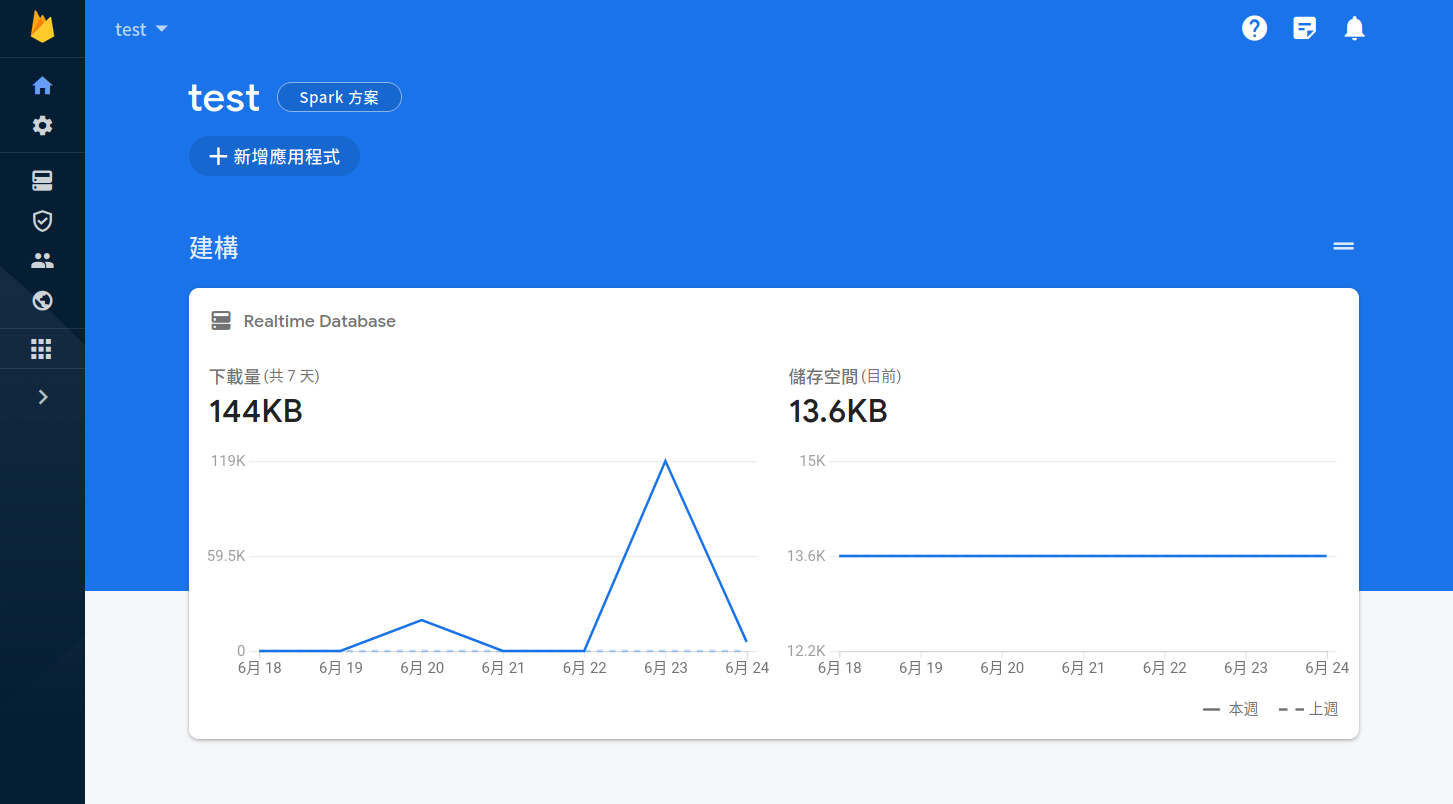 test
test
Spark 方案
新增應用程式
建構
Realtime Database
下載量 (共 7 天)
144KB
119K
59.5K
0
6月 18 6月 19 6月 20 6月 21 6月 22 6月 23 6月 24
儲存空間 (目前)
13.6KB
15K
13.6K
12.2K
6月 18 6月 19 6月 20 6月 21 6月 22 6月 23 6月 24
本週 上週